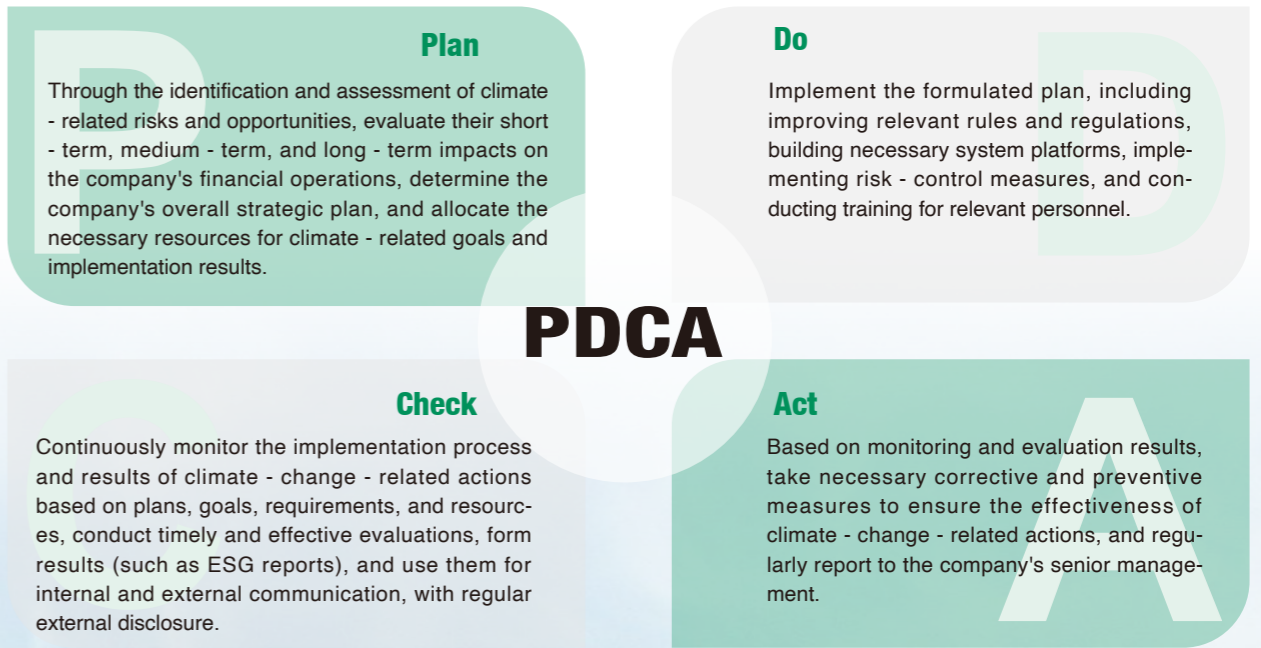 P
Plan
Through the identification and assessment of climate
- related risks and opportunities, evaluate their short
- term, medium - term, and long - term impacts on
the company's financial operations, determine the
company's overall strategic plan, and allocate the
necessary resources for climate - related goals and
implementation results.
D
Do
Implement the formulated plan, including
improving relevant rules and regulations,
building necessary system platforms, imple-
menting risk - control measures, and con-
ducting training for relevant personnel.
PDCA
C
Check
Continuously monitor the implementation process
and results of climate - change - related actions
based on plans, goals, requirements, and resourc-
es, conduct timely and effective evaluations, form
results (such as ESG reports), and use them for
internal and external communication, with regular
external disclosure.
A
Act
Based on monitoring and evaluation results,
take necessary corrective and preventive
measures to ensure the effectiveness of
climate - change - related actions, and regu-
larly report to the company's senior manage-
ment.